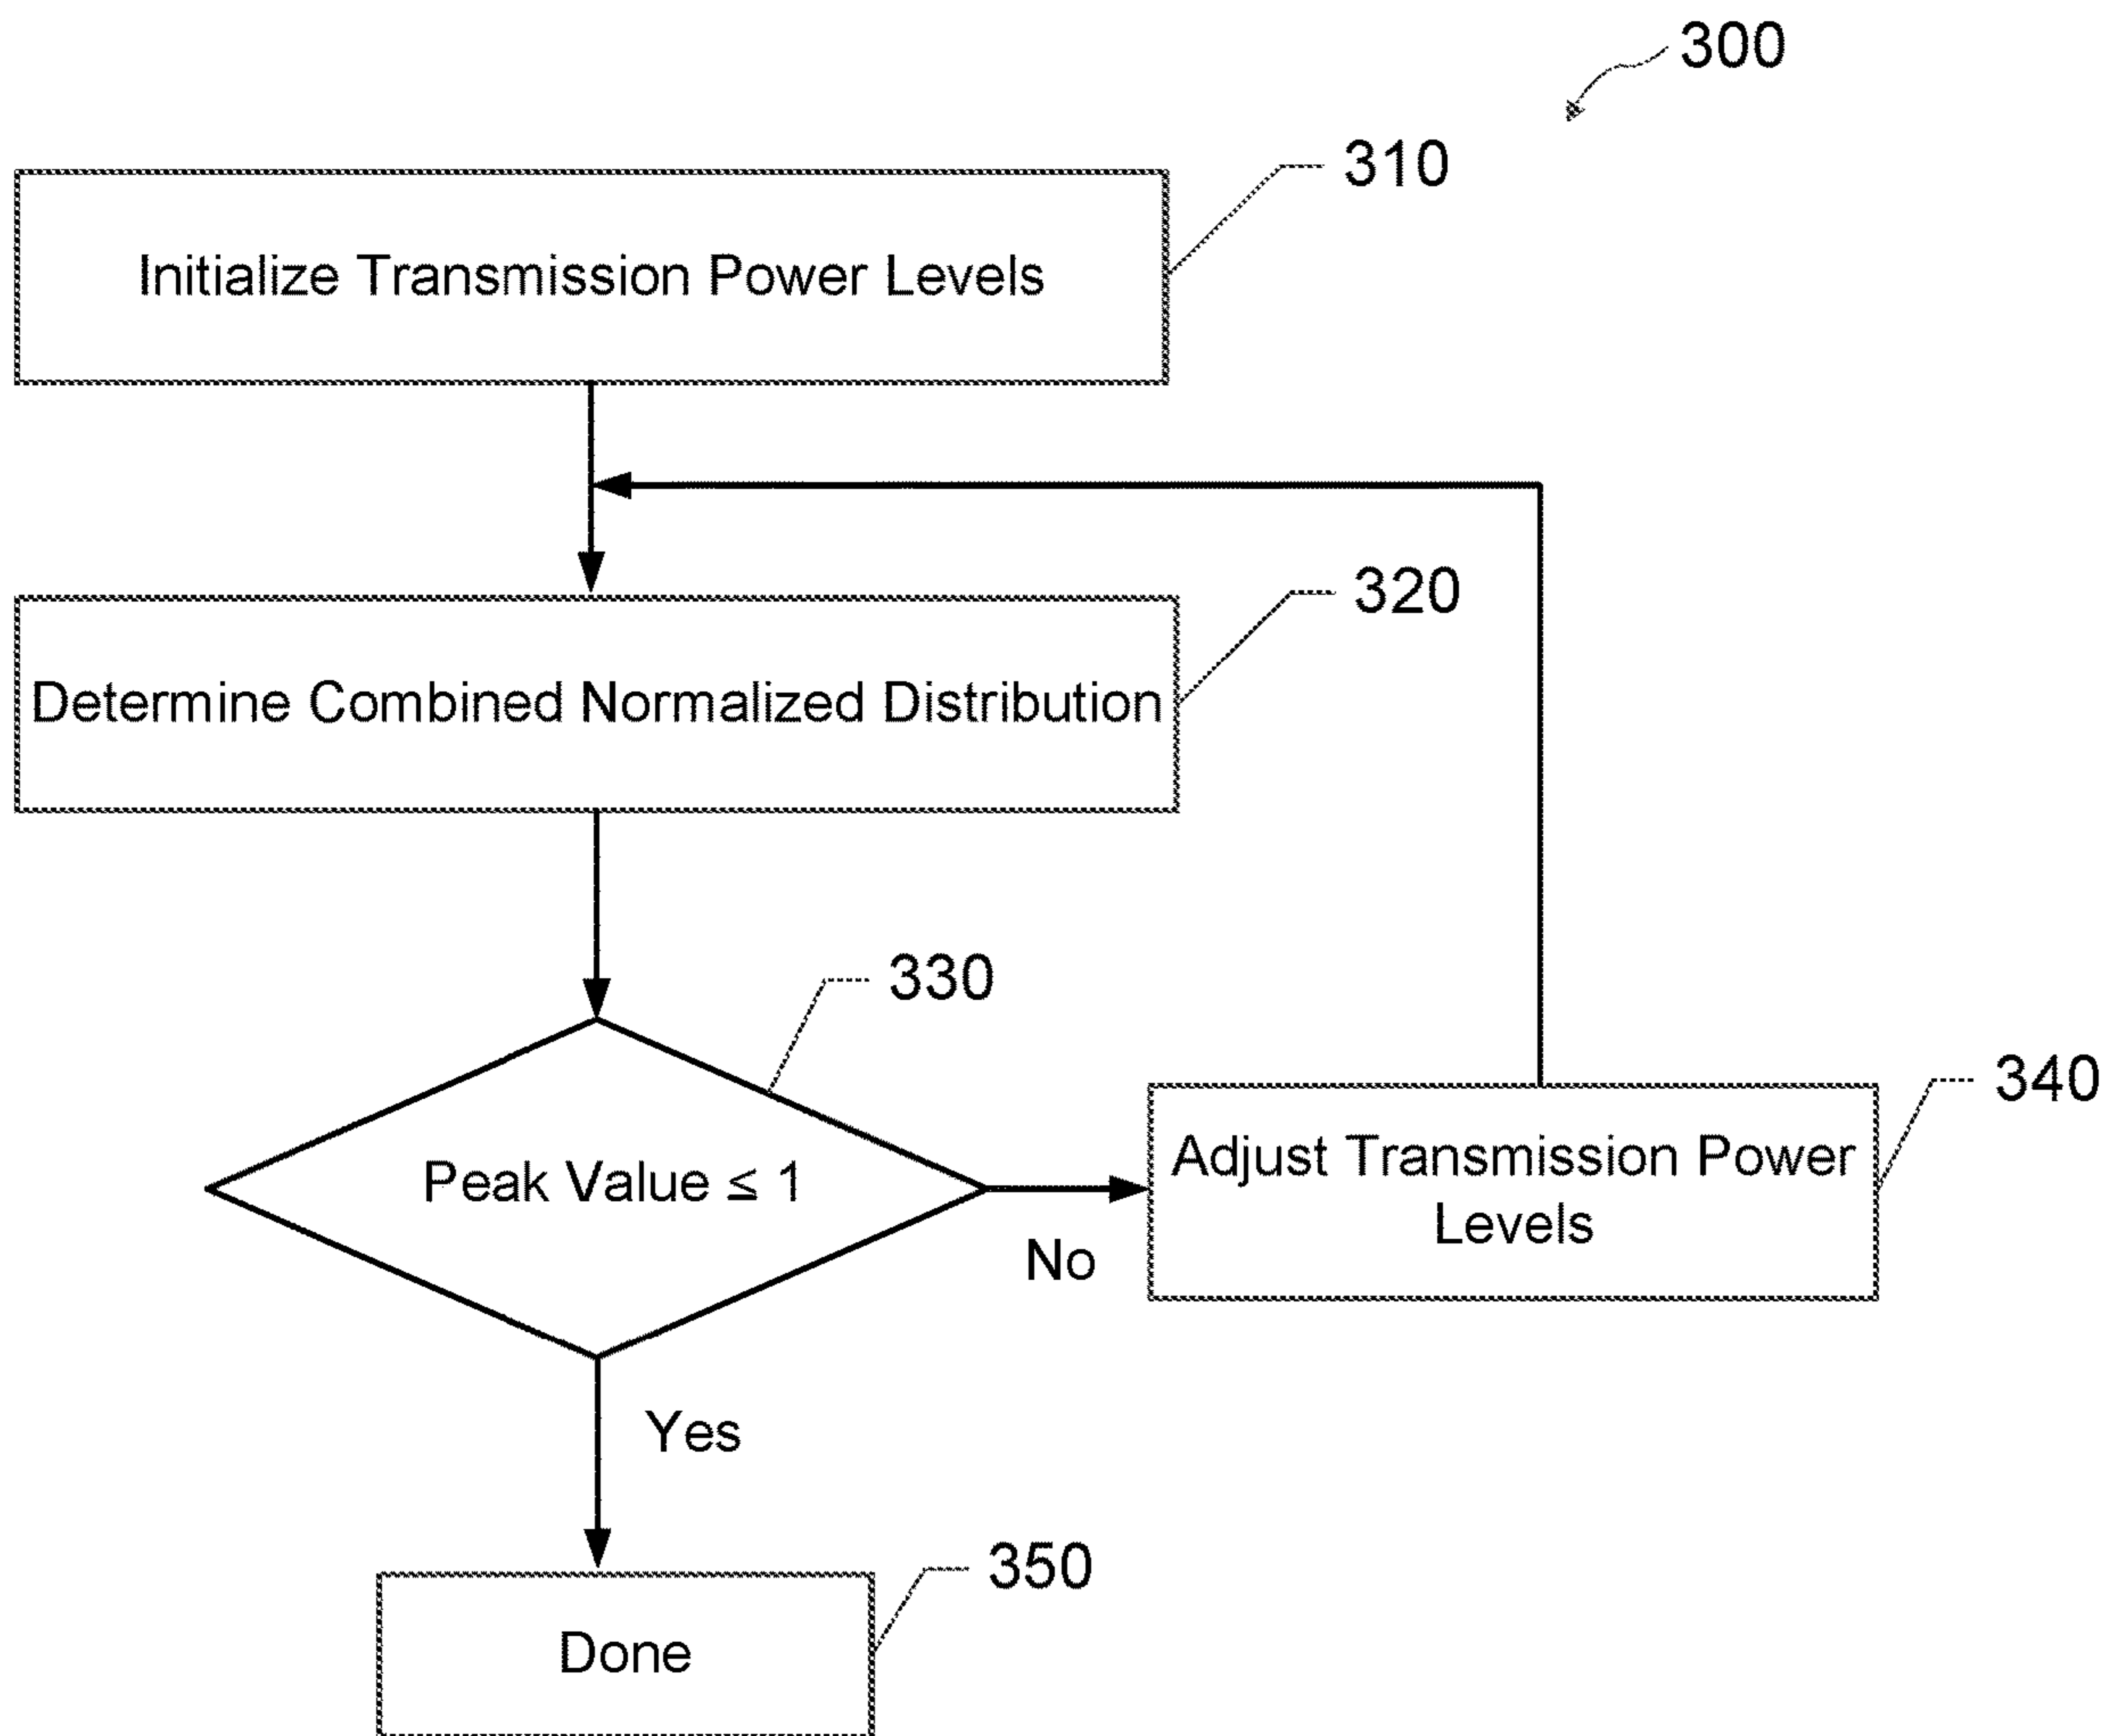 300
310
Initialize Transmission Power Levels
320
Determine Combined Normalized Distribution
330
Peak Value ≤ 1
340
Adjust Transmission Power
Levels
No
Yes
350
Done